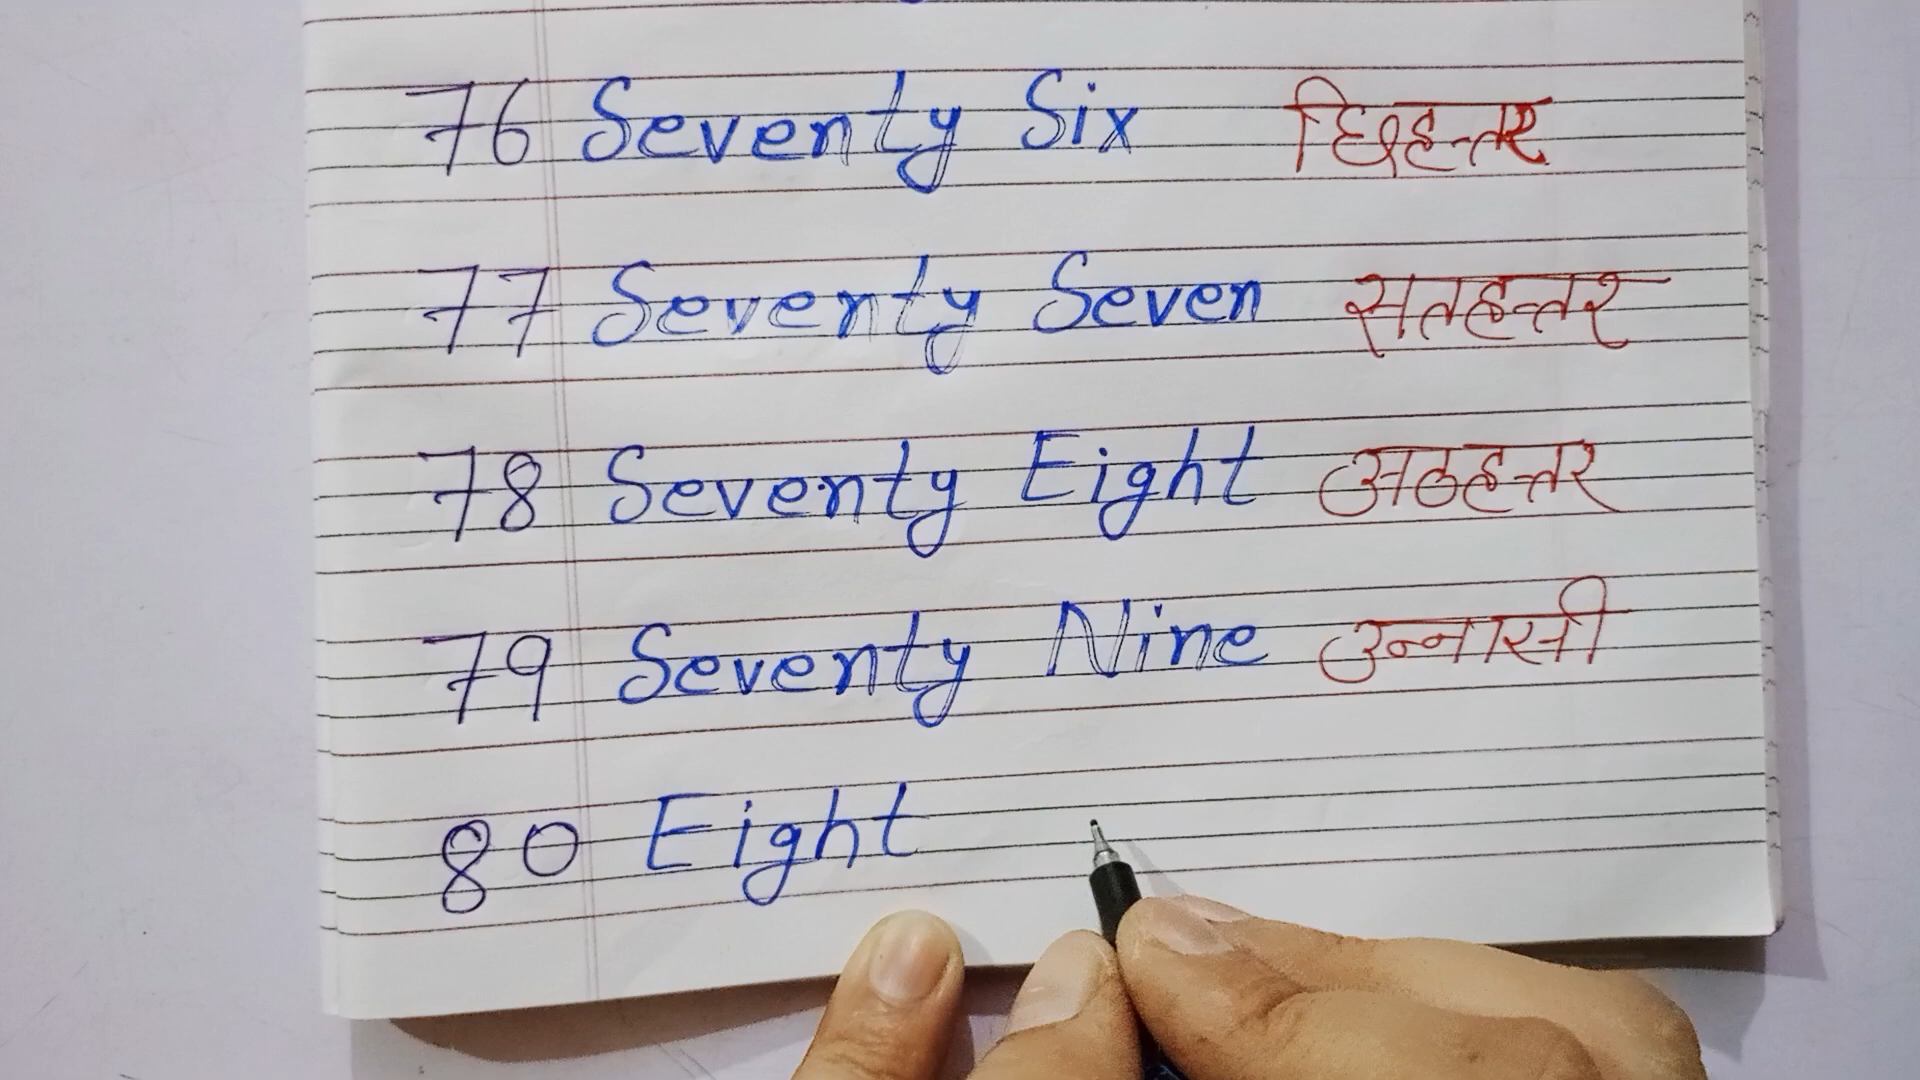 76 Seventy Six छिहत्तर
77 Seventy Seven सतहत्तर
78 Seventy Eight अठहत्तर
79 Seventy Nine उन्नासी
80 Eight